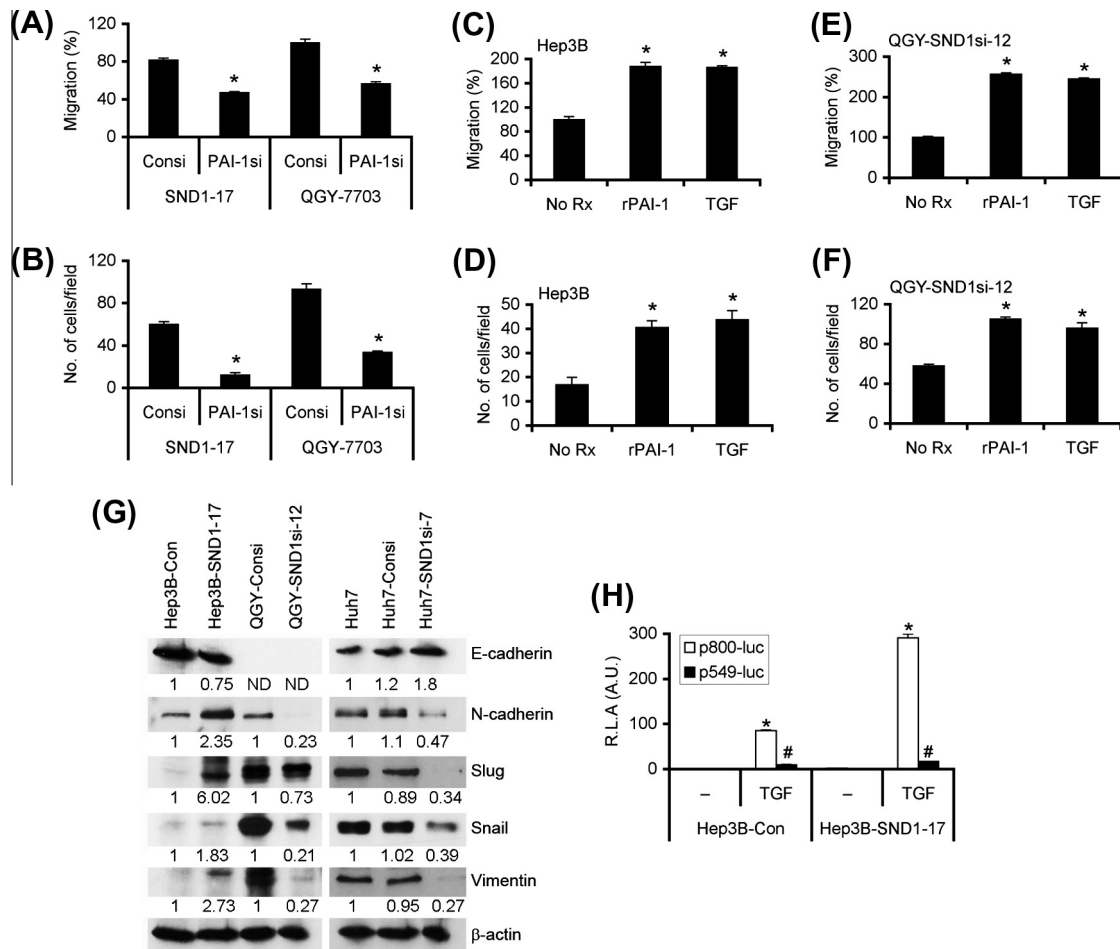 (A)
Migration (%)
120
80
40
0
*
*
Consi PAI-1si Consi PAI-1si
SND1-17 QGY-7703
(B)
No. of cells/field
120
80
40
0
*
*
Consi PAI-1si Consi PAI-1si
SND1-17 QGY-7703
(C)
Hep3B
Migration (%)
200
160
120
80
40
0
* *
No Rx rPAI-1 TGF
(D)
Hep3B
No. of cells/field
50
40
30
20
10
0
* *
No Rx rPAI-1 TGF
(E)
QGY-SND1si-12
Migration (%)
300
200
100
0
* *
No Rx rPAI-1 TGF
(F)
QGY-SND1si-12
No. of cells/field
120
80
40
0
* *
No Rx rPAI-1 TGF
(G)
Hep3B-Con
Hep3B-SND1-17
QGY-Consi
QGY-SND1si-12
Huh7
Huh7-Consi
Huh7-SND1si-7
E-cadherin
1 0.75 ND ND 1 1.2 1.8
N-cadherin
1 2.35 1 0.23 1 1.1 0.47
Slug
1 6.02 1 0.73 1 0.89 0.34
Snail
1 1.83 1 0.21 1 1.02 0.39
Vimentin
1 2.73 1 0.27 1 0.95 0.27
β-actin
(H)
R.L.A (A.U.)
300
200
100
0
p800-luc
p549-luc
*
#
*
#
– TGF – TGF
Hep3B-Con Hep3B-SND1-17